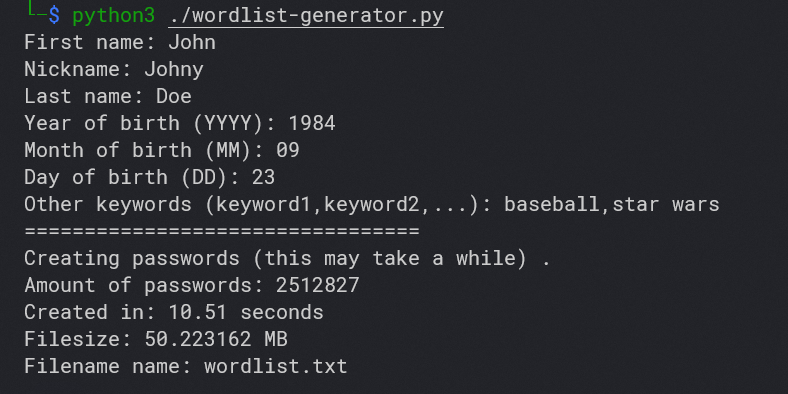 └─$ python3 ./wordlist-generator.py
First name: John
Nickname: Johny
Last name: Doe
Year of birth (YYYY): 1984
Month of birth (MM): 09
Day of birth (DD): 23
Other keywords (keyword1,keyword2,...): baseball,star wars
=================================
Creating passwords (this may take a while) .
Amount of passwords: 2512827
Created in: 10.51 seconds
Filesize: 50.223162 MB
Filename name: wordlist.txt